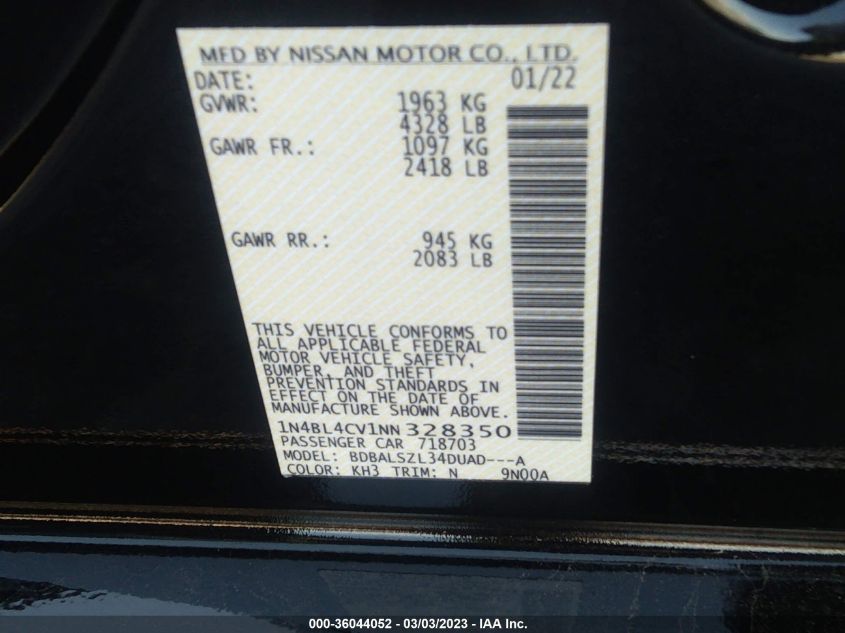 MFD BY NISSAN MOTOR CO., LTD.
DATE: 01/22
GVWR: 1963 KG
4328 LB
GAWR FR.: 1097 KG
2418 LB
GAWR RR.: 945 KG
2083 LB
THIS VEHICLE CONFORMS TO
ALL APPLICABLE FEDERAL
MOTOR VEHICLE SAFETY,
BUMPER, AND THEFT
PREVENTION STANDARDS IN
EFFECT ON THE DATE OF
MANUFACTURE SHOWN ABOVE.
1N4BL4CV1NN328350
PASSENGER CAR 718703
MODEL: BDBALSZL34DUAD---A
COLOR: KH3 TRIM: N 9N00A
000-36044052 — 03/03/2023 — IAA Inc.